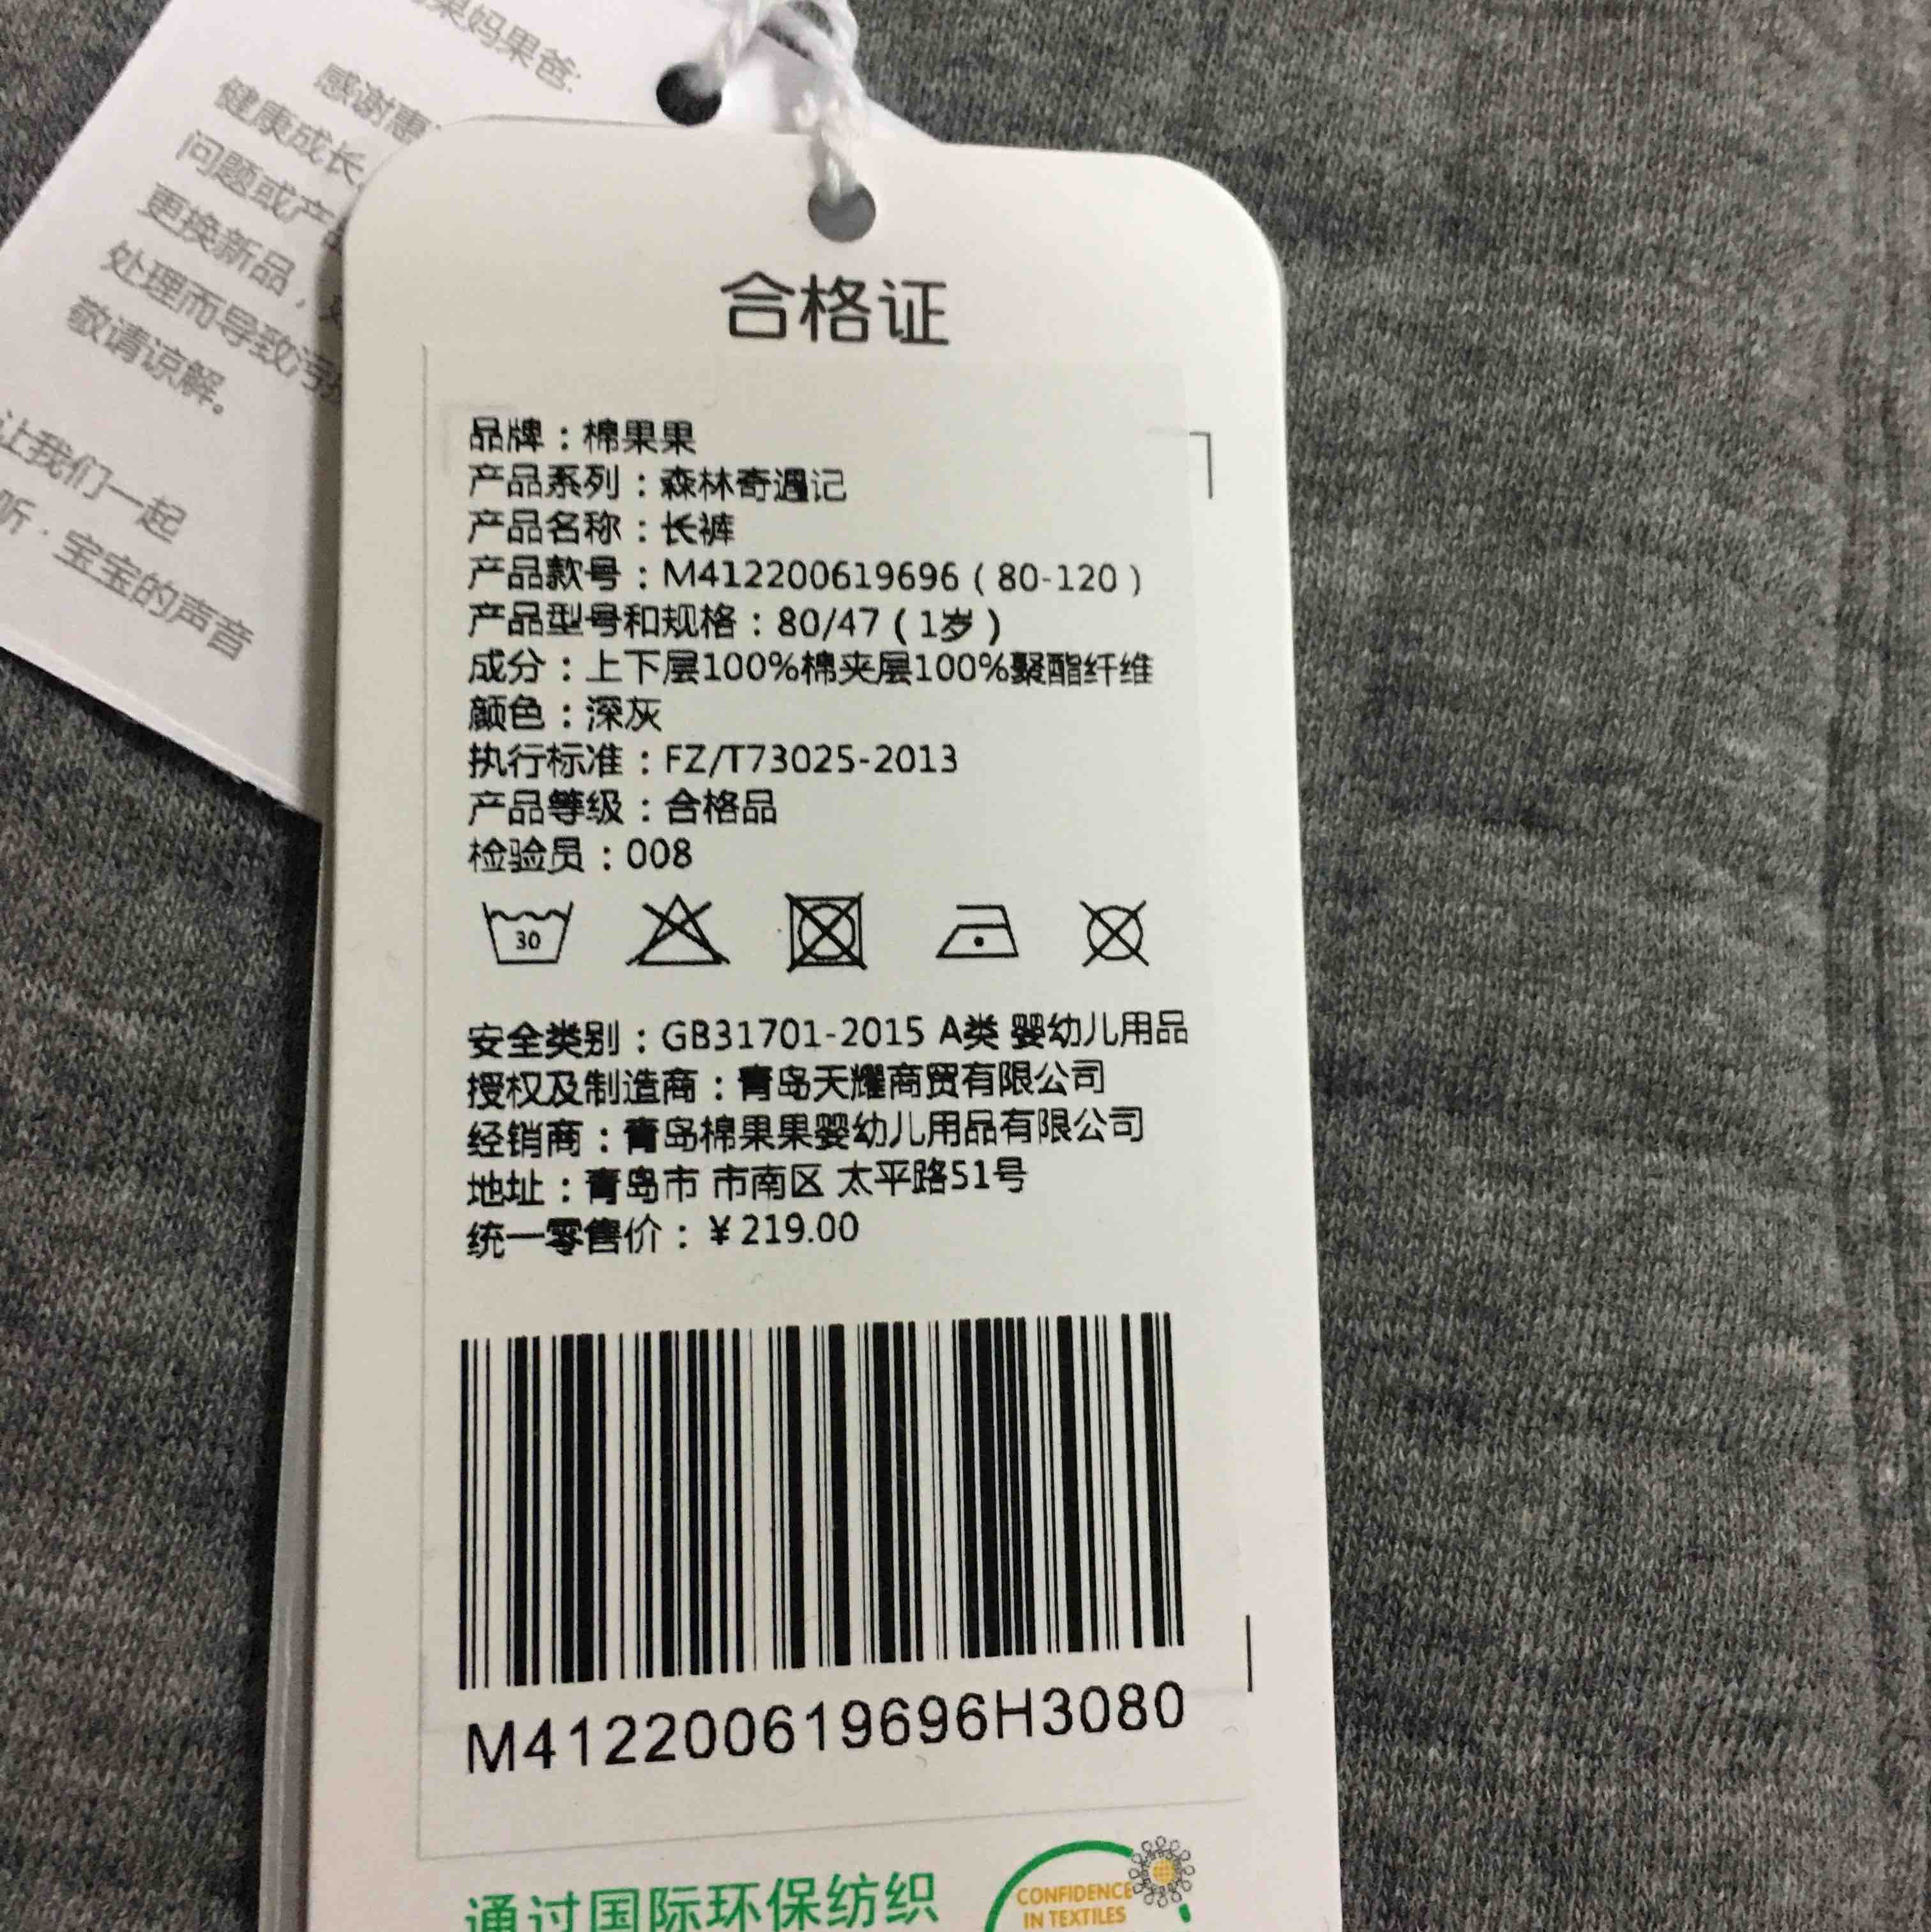 果妈果爸:
感谢惠
健康成长
问题或产
更换新品，
处理而导致污
敬请谅解。
让我们一起
听·宝宝的声音
合格证
品牌：棉果果
产品系列：森林奇遇记
产品名称：长裤
产品款号：M412200619696（80-120）
产品型号和规格：80/47（1岁）
成分：上下层100%棉夹层100%聚酯纤维
颜色：深灰
执行标准：FZ/T73025-2013
产品等级：合格品
检验员：008
30
安全类别：GB31701-2015 A类 婴幼儿用品
授权及制造商：青岛天耀商贸有限公司
经销商：青岛棉果果婴幼儿用品有限公司
地址：青岛市 市南区 太平路51号
统一零售价：￥219.00
M412200619696H3080
通过国际环保纺织
CONFIDENCE
IN TEXTILES